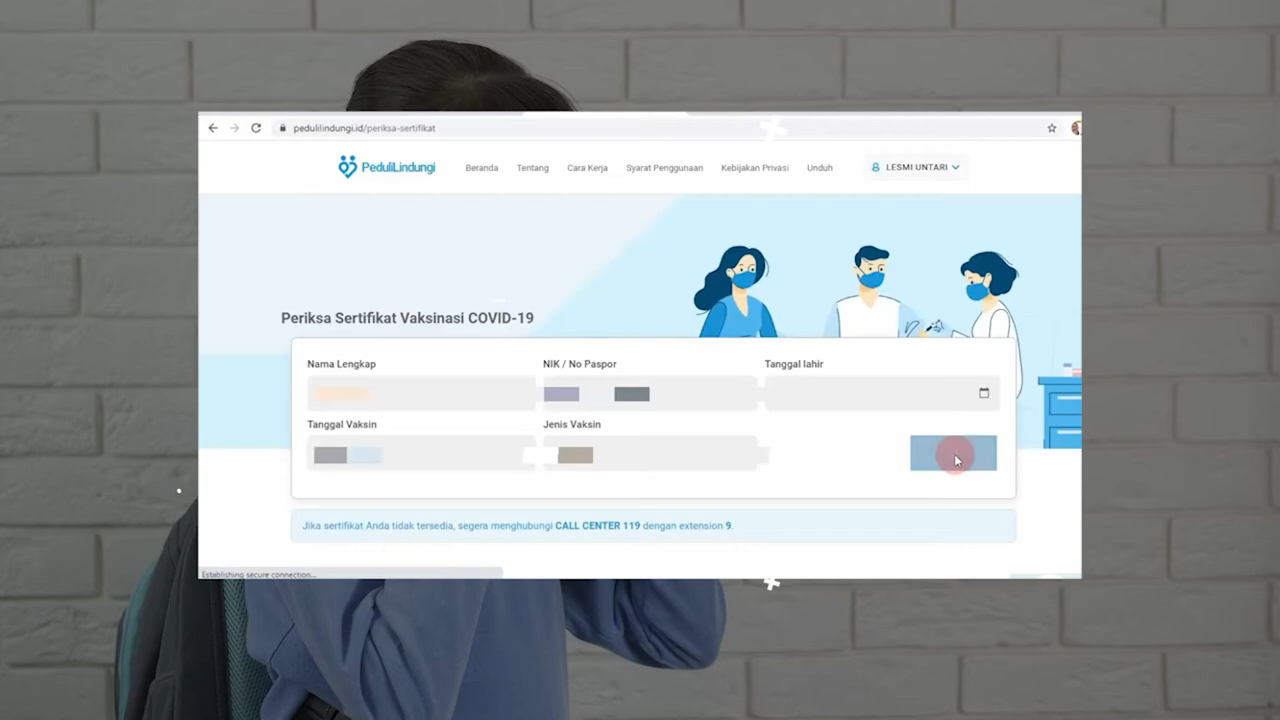 pedulilindungi.id/periksa-sertifikat
PeduliLindungi Beranda Tentang Cara Kerja Syarat Penggunaan Kebijakan Privasi Unduh LESMI UNTARI
Periksa Sertifikat Vaksinasi COVID-19
Nama Lengkap NIK / No Paspor Tanggal lahir
Tanggal Vaksin Jenis Vaksin
Jika sertifikat Anda tidak tersedia, segera menghubungi CALL CENTER 119 dengan extension 9.
Establishing secure connection...